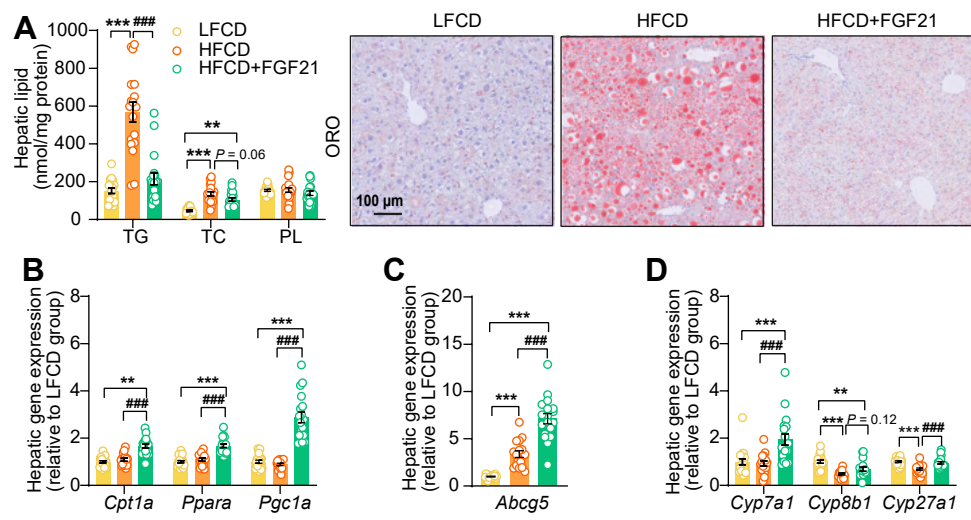 A
Hepatic lipid
(nmol/mg protein)
1000
800
600
400
200
0
LFCD
HFCD
HFCD+FGF21
***
###
***
**
P = 0.06
TG
TC
PL
LFCD
HFCD
HFCD+FGF21
ORO
100 µm
B
Hepatic gene expression
(relative to LFCD group)
8
6
4
2
0
**
###
***
###
***
###
Cpt1a
Ppara
Pgc1a
C
Hepatic gene expression
(relative to LFCD group)
20
15
10
5
0
***
###
***
Abcg5
D
Hepatic gene expression
(relative to LFCD group)
8
6
4
2
0
***
###
**
***
P = 0.12
***
###
Cyp7a1
Cyp8b1
Cyp27a1